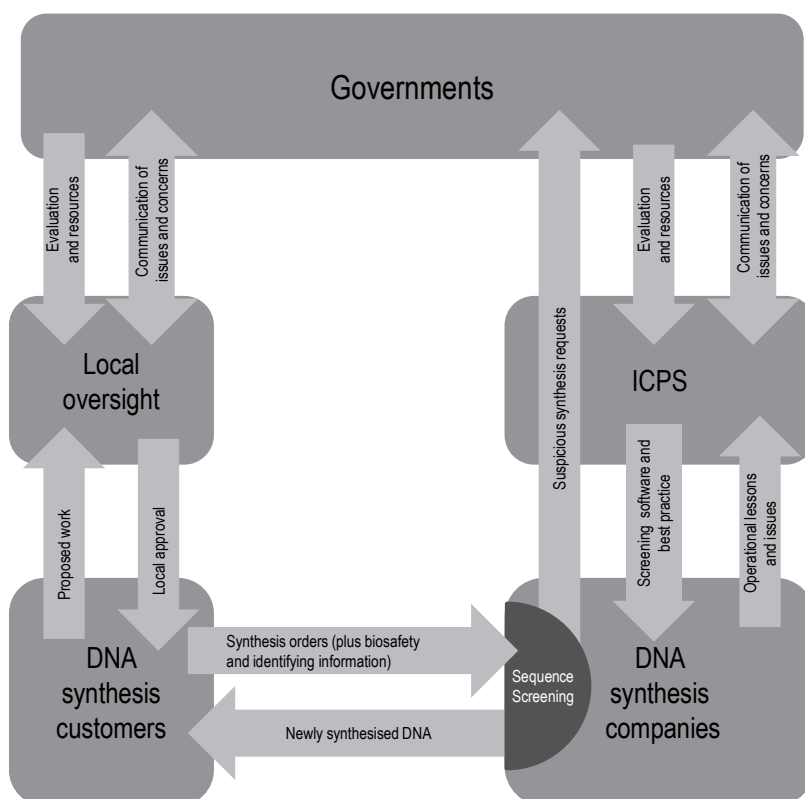 Governments
Evaluation
and resources
Communication of
issues and concerns
Suspicious synthesis requests
Evaluation
and resources
Communication of
issues and concerns
Local
oversight
ICPS
Proposed work
Local approval
Screening software and
best practice
Operational lessons
and issues
DNA
synthesis
customers
Synthesis orders (plus biosafety
and identifying information)
Newly synthesised DNA
Sequence
Screening
DNA
synthesis
companies